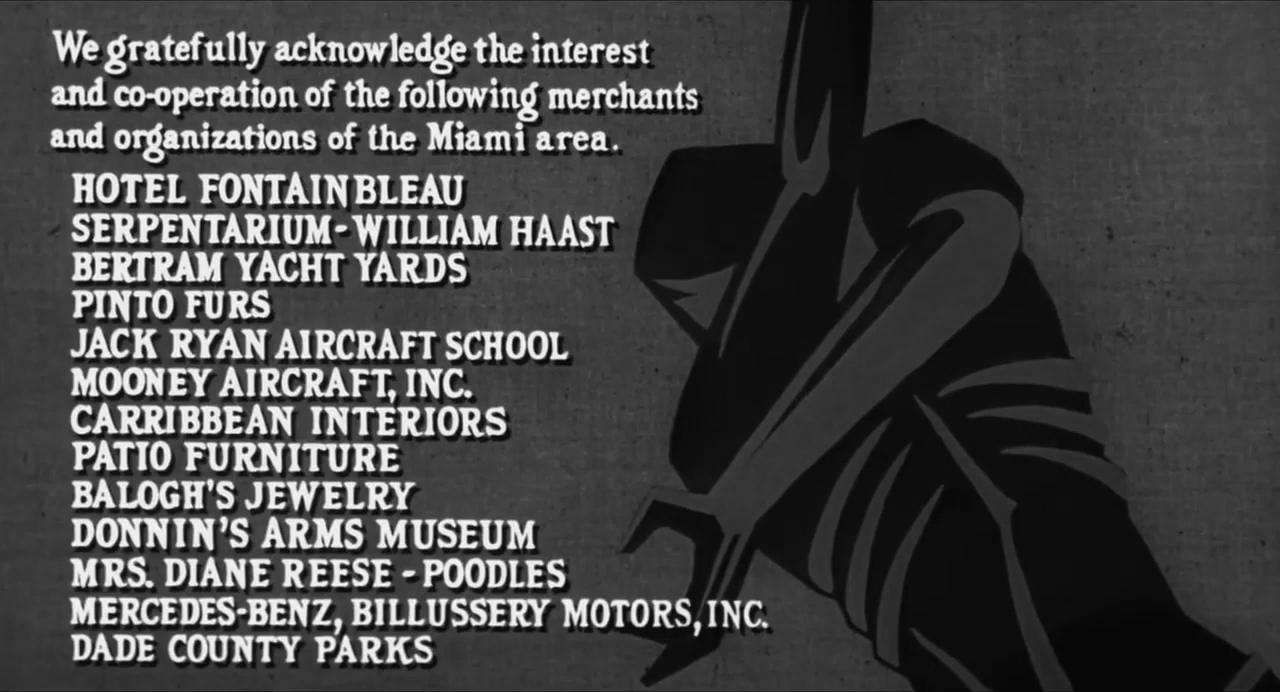 We gratefully acknowledge the interest
and co-operation of the following merchants
and organizations of the Miami area.
HOTEL FONTAINBLEAU
SERPENTARIUM-WILLIAM HAAST
BERTRAM YACHT YARDS
PINTO FURS
JACK RYAN AIRCRAFT SCHOOL
MOONEY AIRCRAFT, INC.
CARRIBBEAN INTERIORS
PATIO FURNITURE
BALOGH'S JEWELRY
DONNIN'S ARMS MUSEUM
MRS. DIANE REESE - POODLES
MERCEDES-BENZ, BILLUSSERY MOTORS, INC.
DADE COUNTY PARKS